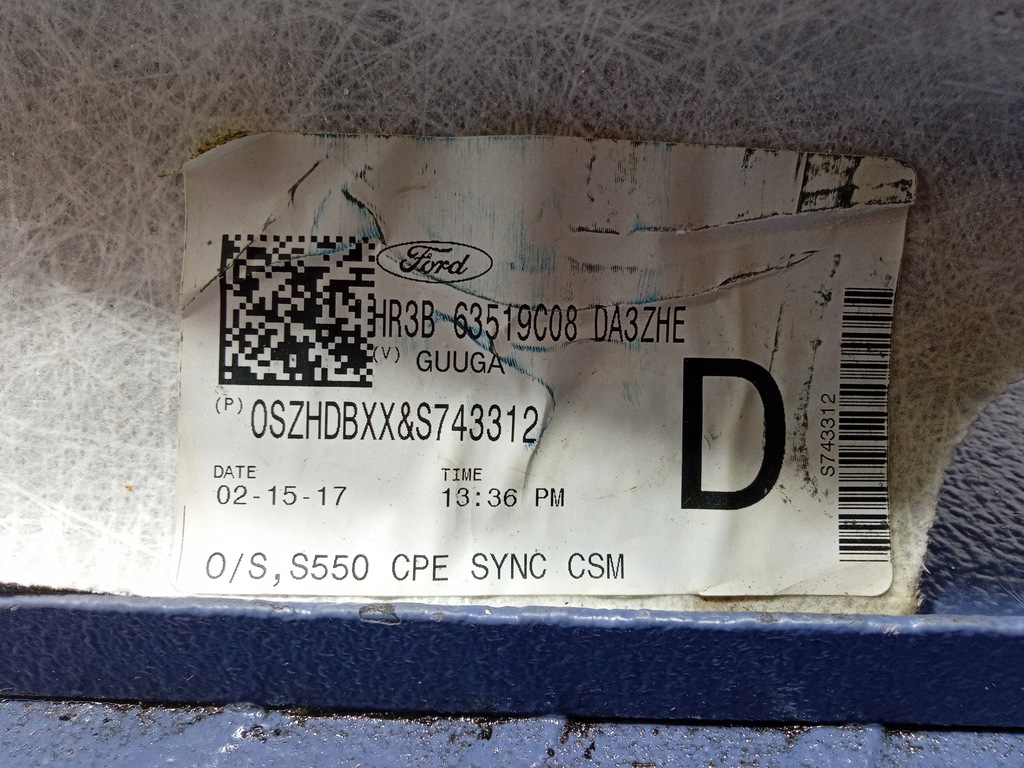 Ford
HR3B 63519C08 DA3ZHE
(V) GUUGA
(P) OSZHDBXX&S743312
D
S743312
DATE TIME
02-15-17 13:36 PM
O/S,S550 CPE SYNC CSM